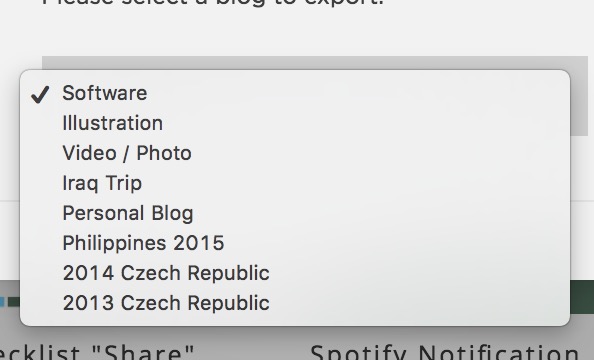 Please select a blog to export.
Software
Illustration
Video / Photo
Iraq Trip
Personal Blog
Philippines 2015
2014 Czech Republic
2013 Czech Republic
"Share"
Spotify Notification